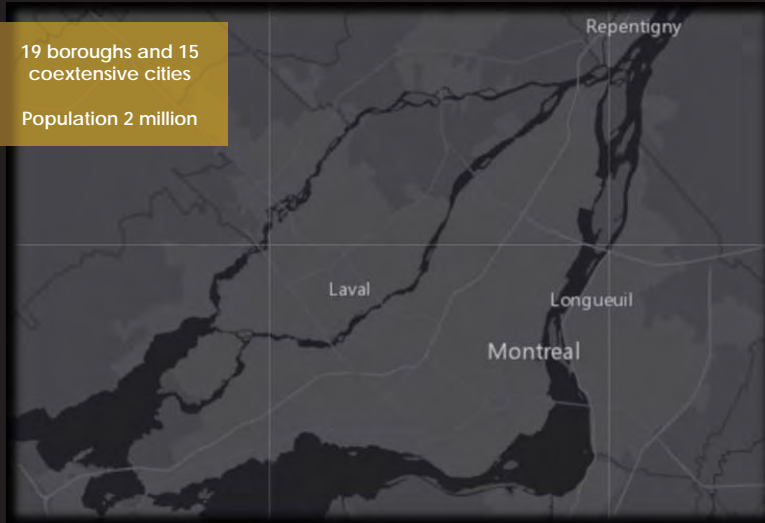 19 boroughs and 15
coextensive cities
Population 2 million
Repentigny
Laval
Longueuil
Montreal